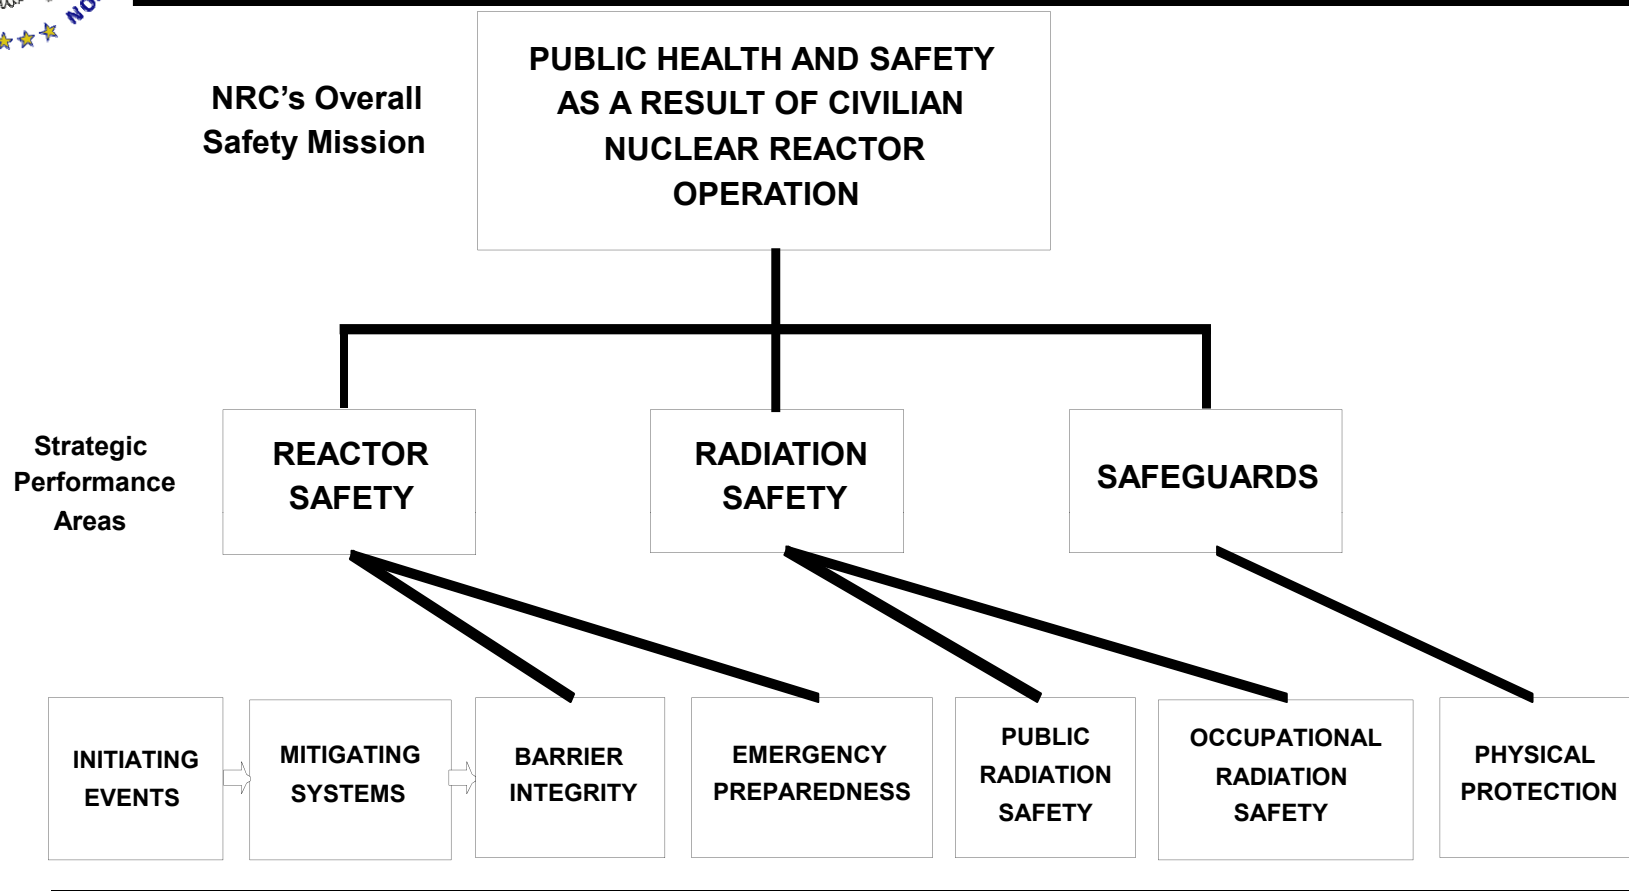 PUBLIC HEALTH AND SAFETY
AS A RESULT OF CIVILIAN
NUCLEAR REACTOR
OPERATION
NRC’s Overall
Safety Mission
Strategic
Performance
Areas
REACTOR
SAFETY
RADIATION
SAFETY
SAFEGUARDS
INITIATING
EVENTS
MITIGATING
SYSTEMS
BARRIER
INTEGRITY
EMERGENCY
PREPAREDNESS
PUBLIC
RADIATION
SAFETY
OCCUPATIONAL
RADIATION
SAFETY
PHYSICAL
PROTECTION